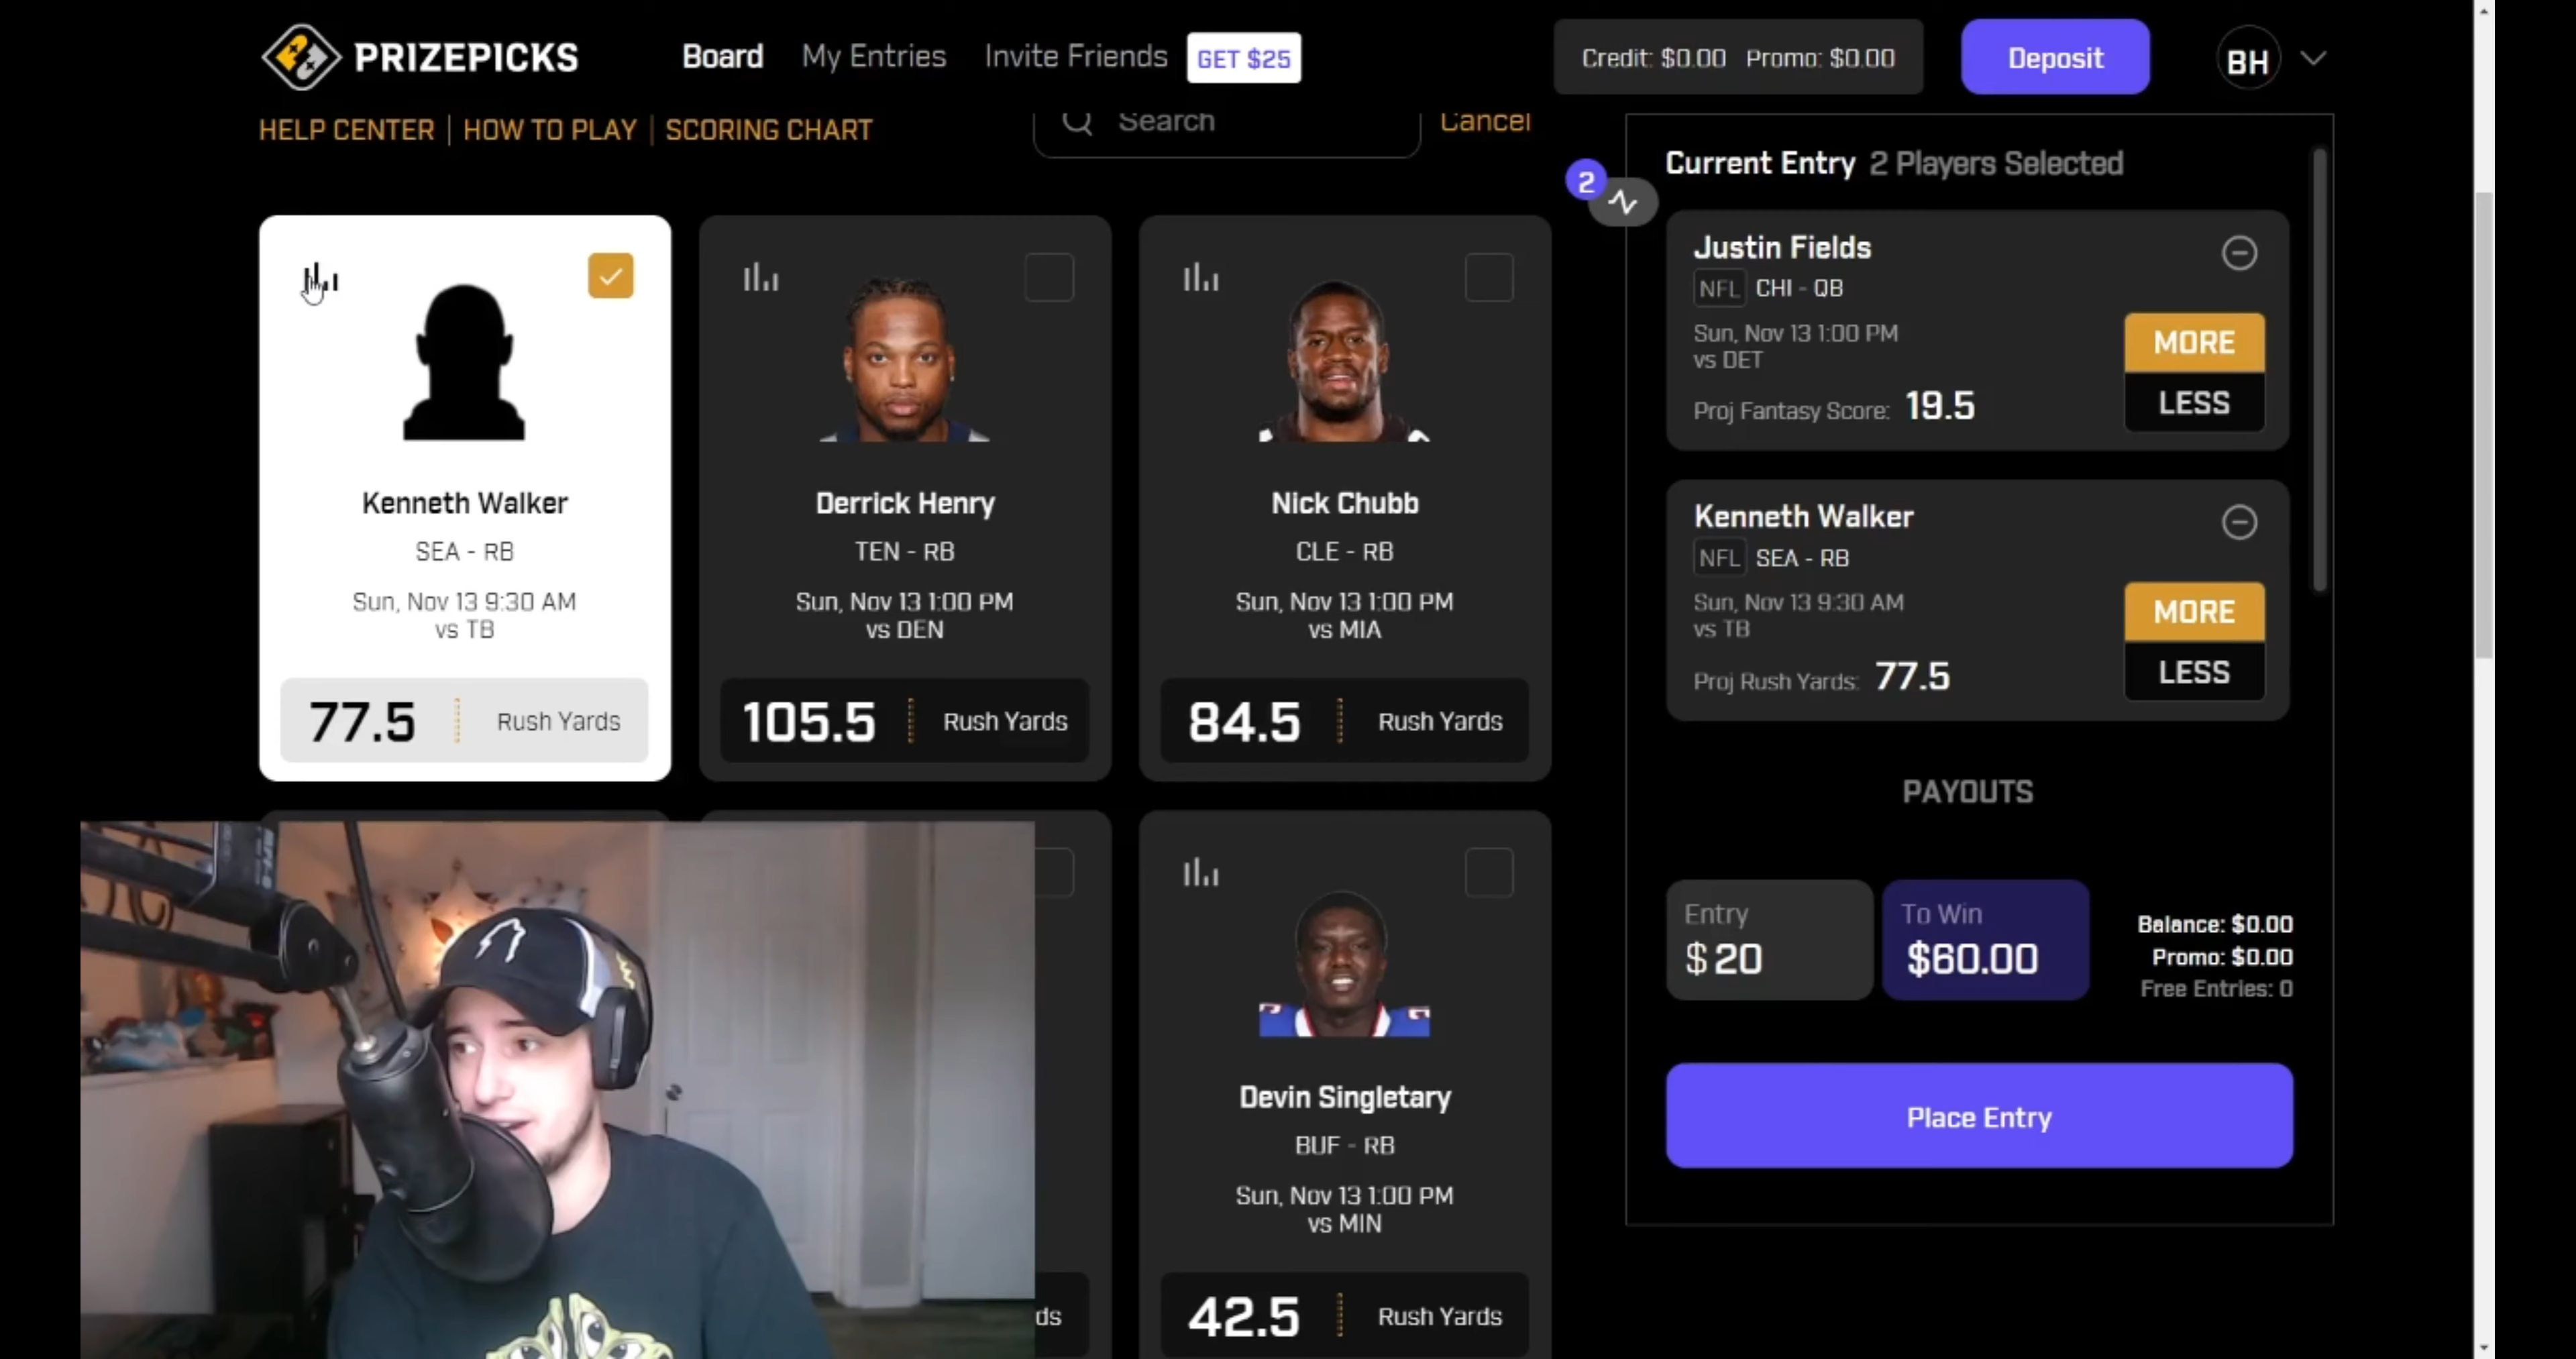 PRIZEPICKS
Board
My Entries
Invite Friends
GET $25
Credit: $0.00 Promo: $0.00
Deposit
BH
HELP CENTER | HOW TO PLAY | SCORING CHART
Search
Cancel
Kenneth Walker
SEA - RB
Sun, Nov 13 9:30 AM
vs TB
77.5
Rush Yards
Derrick Henry
TEN - RB
Sun, Nov 13 1:00 PM
vs DEN
105.5
Rush Yards
Nick Chubb
CLE - RB
Sun, Nov 13 1:00 PM
vs MIA
84.5
Rush Yards
ds
Devin Singletary
BUF - RB
Sun, Nov 13 1:00 PM
vs MIN
42.5
Rush Yards
2
Current Entry 2 Players Selected
Justin Fields
NFL CHI - QB
Sun, Nov 13 1:00 PM
vs DET
Proj Fantasy Score: 19.5
MORE
LESS
Kenneth Walker
NFL SEA - RB
Sun, Nov 13 9:30 AM
vs TB
Proj Rush Yards: 77.5
MORE
LESS
PAYOUTS
Entry
$ 20
To Win
$60.00
Balance: $0.00
Promo: $0.00
Free Entries: 0
Place Entry